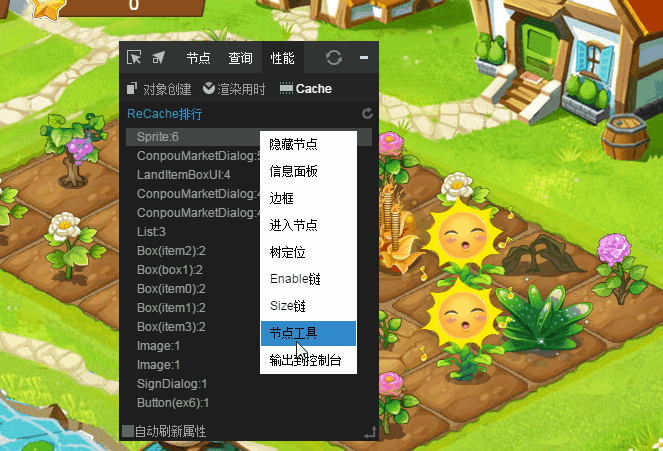 0
节点 查询 性能
对象创建 渲染用时 Cache
ReCache排行
Sprite:6
ConpouMarketDialog:5
LandItemBoxUI:4
ConpouMarketDialog:4
ConpouMarketDialog:4
List:3
Box(item2):2
Box(box1):2
Box(item0):2
Box(item1):2
Box(item3):2
Image:1
Image:1
SignDialog:1
Button(ex6):1
自动刷新属性
隐藏节点
信息面板
边框
进入节点
树定位
Enable链
Size链
节点工具
输出到控制台